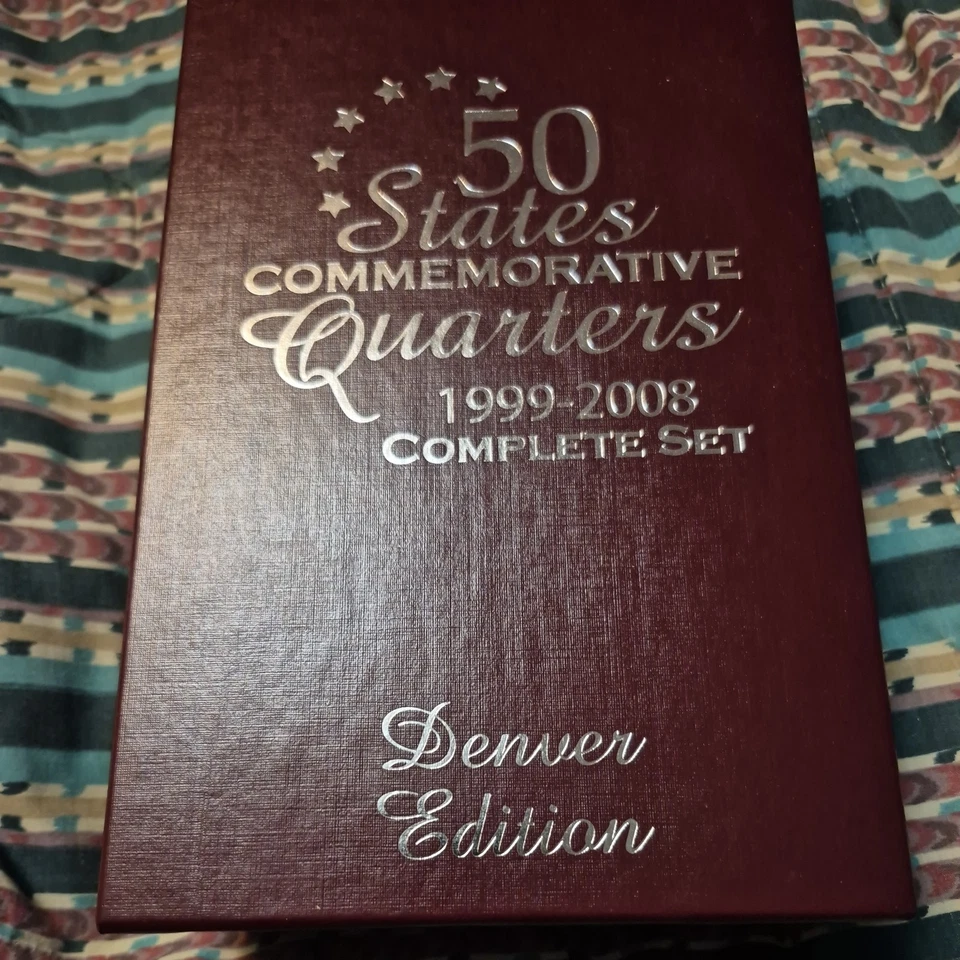 50
States
COMMEMORATIVE
Quarters
1999-2008
COMPLETE SET
Denver
Edition